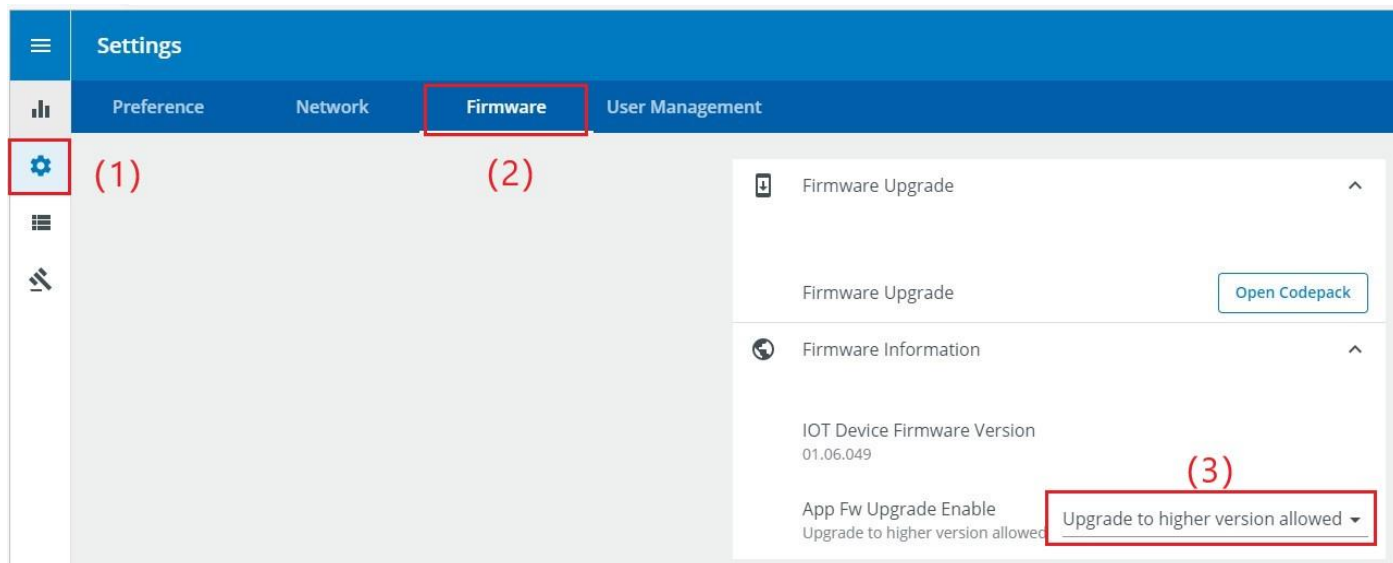 Settings
Preference Network Firmware User Management
(1)
(2)
Firmware Upgrade
Firmware Upgrade Open Codepack
Firmware Information
IOT Device Firmware Version
01.06.049
(3)
App Fw Upgrade Enable
Upgrade to higher version allowed
Upgrade to higher version allowed